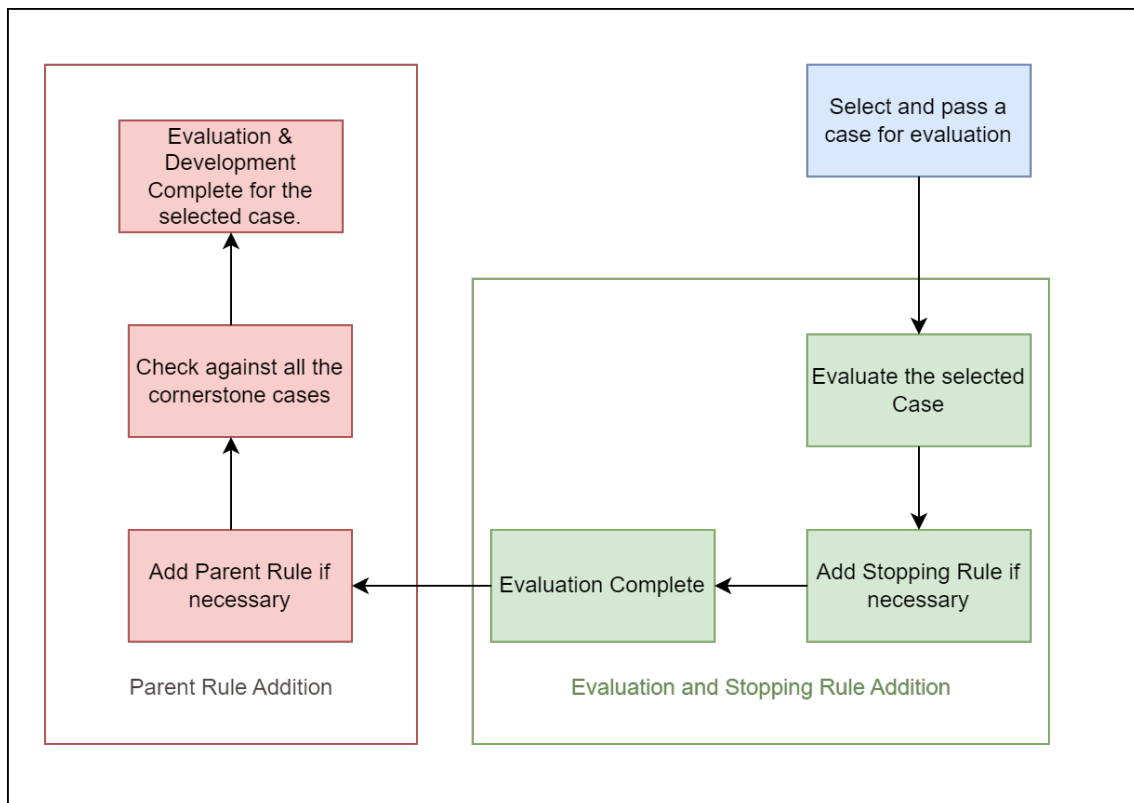 Select and pass a
case for evaluation
Evaluate the selected
Case
Add Stopping Rule if
necessary
Evaluation Complete
Evaluation and Stopping Rule Addition
Add Parent Rule if
necessary
Check against all the
cornerstone cases
Evaluation &
Development
Complete for the
selected case.
Parent Rule Addition